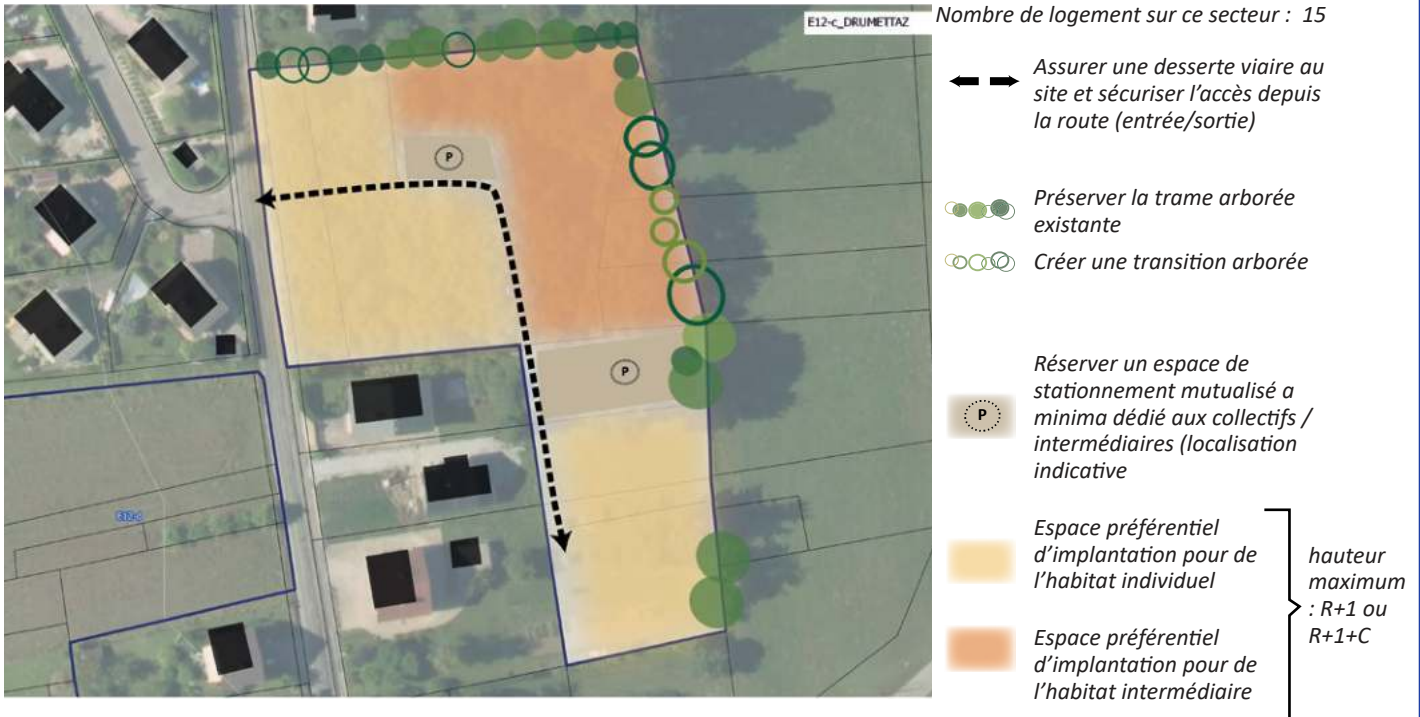 E12-c_DRUMETTAZ
Nombre de logement sur ce secteur : 15
Assurer une desserte viaire au
site et sécuriser l'accès depuis
la route (entrée/sortie)
Préserver la trame arborée
existante
Créer une transition arborée
Réserver un espace de
stationnement mutualisé a
minima dédié aux collectifs /
intermédiaires (localisation
indicative
P
Espace préférentiel
d'implantation pour de
l'habitat individuel
Espace préférentiel
d'implantation pour de
l'habitat intermédiaire
hauteur
maximum
: R+1 ou
R+1+C
P
P